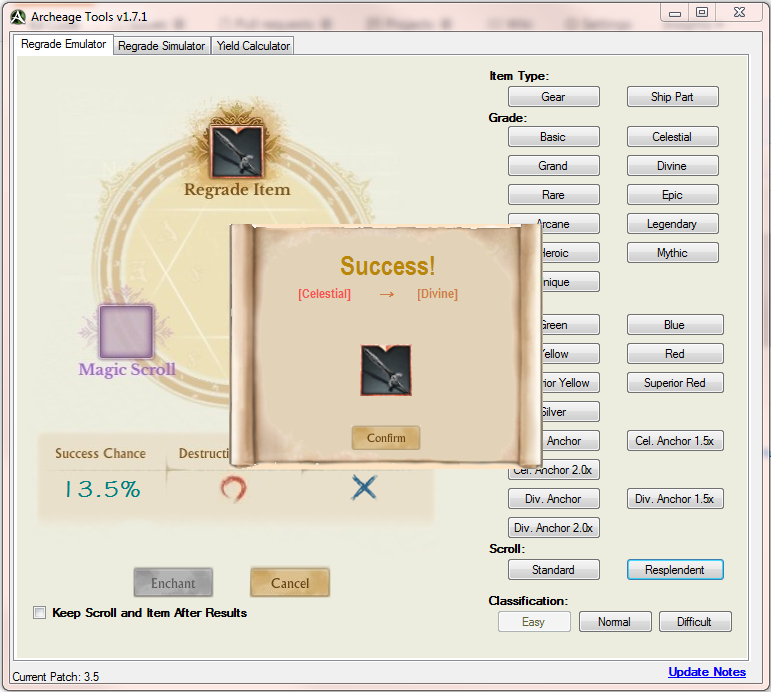 Archeage Tools v1.7.1
Regrade Emulator Regrade Simulator Yield Calculator
Item Type:
Gear Ship Part
Grade:
Basic Celestial
Grand Divine
Rare Epic
Arcane Legendary
Heroic Mythic
nique
Green Blue
Yellow Red
ior Yellow Superior Red
Silver
Anchor Cel. Anchor 1.5x
Cel. Anchor 2.0x
Div. Anchor Div. Anchor 1.5x
Div. Anchor 2.0x
Scroll:
Standard Resplendent
Classification:
Easy Normal Difficult
Regrade Item
Magic Scroll
Success!
[Celestial] → [Divine]
Confirm
Success Chance Destructi
13.5%
Enchant Cancel
Keep Scroll and Item After Results
Current Patch: 3.5
Update Notes